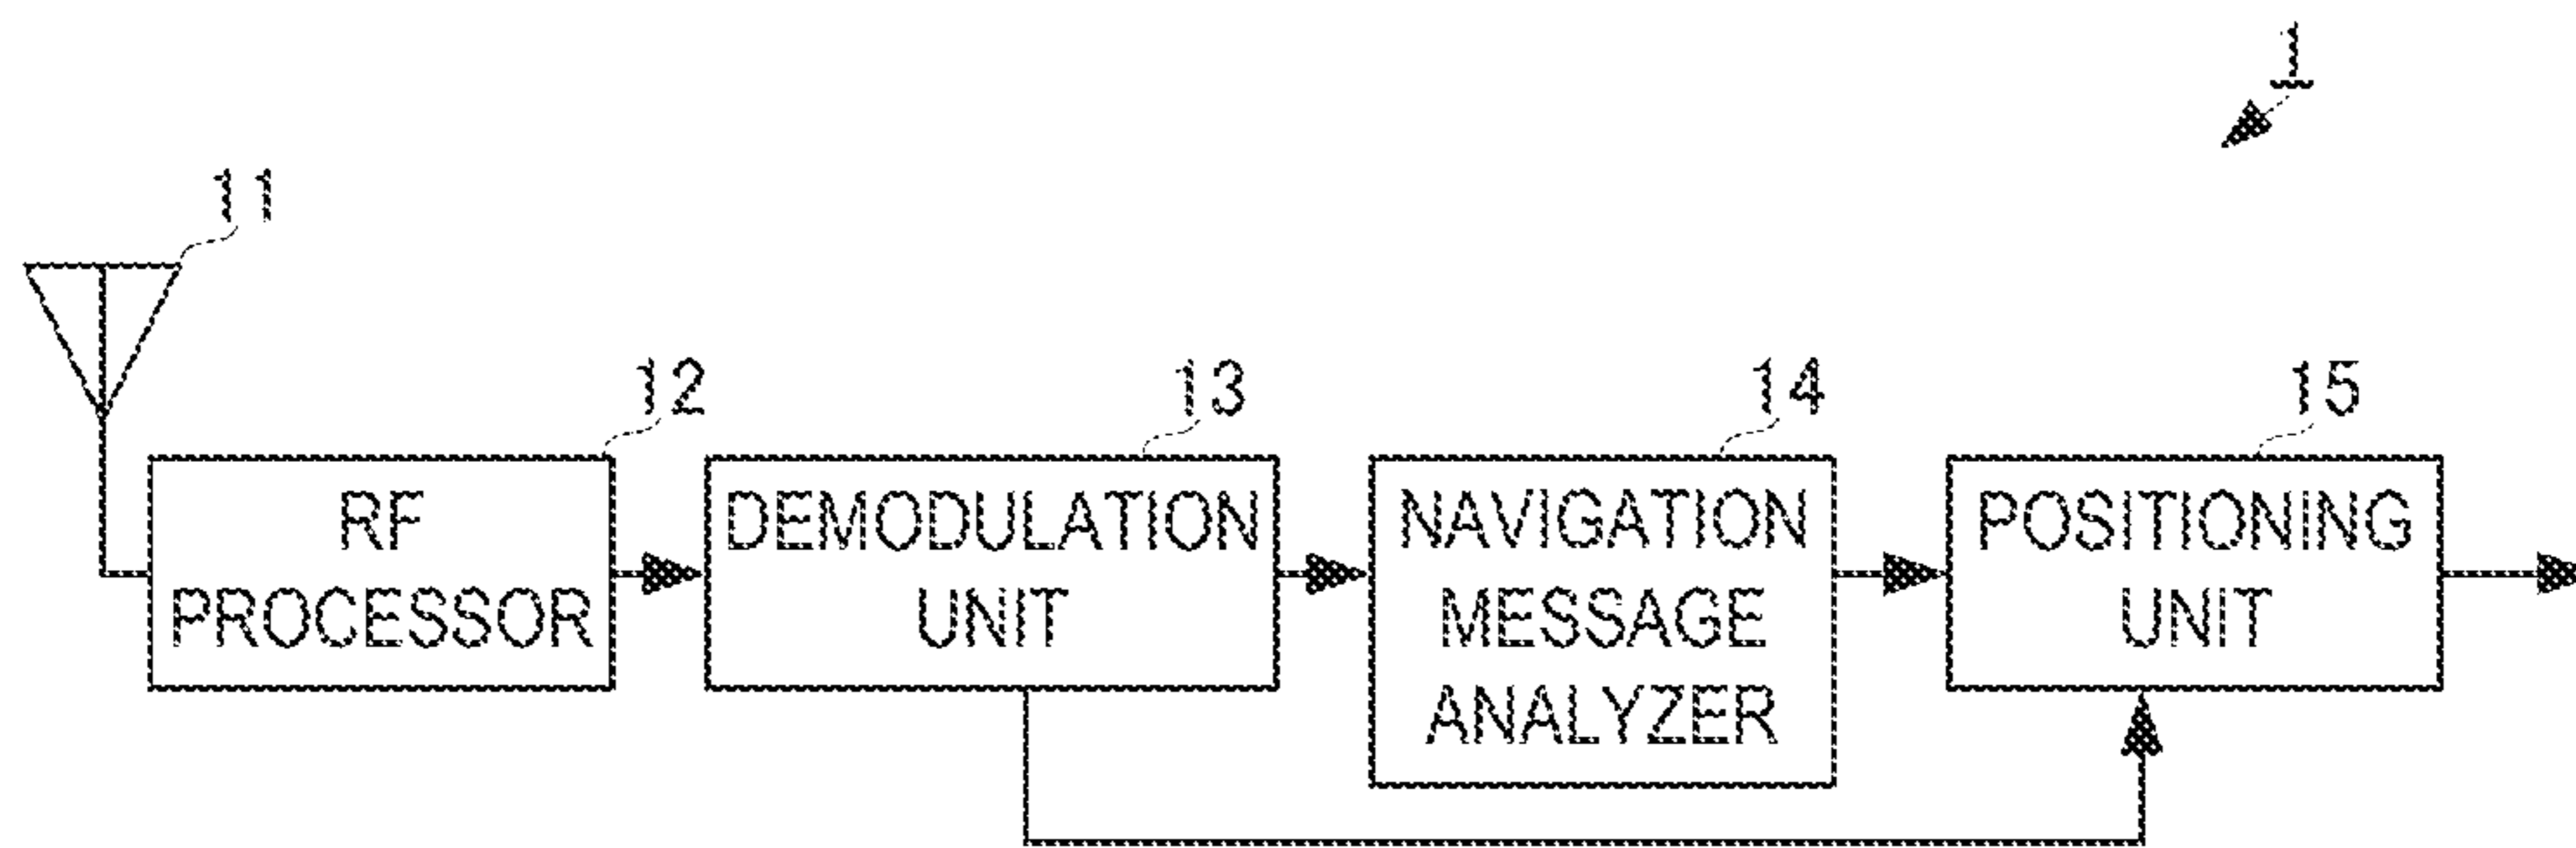 1
11
12
13
14
15
RF
PROCESSOR
DEMODULATION
UNIT
NAVIGATION
MESSAGE
ANALYZER
POSITIONING
UNIT